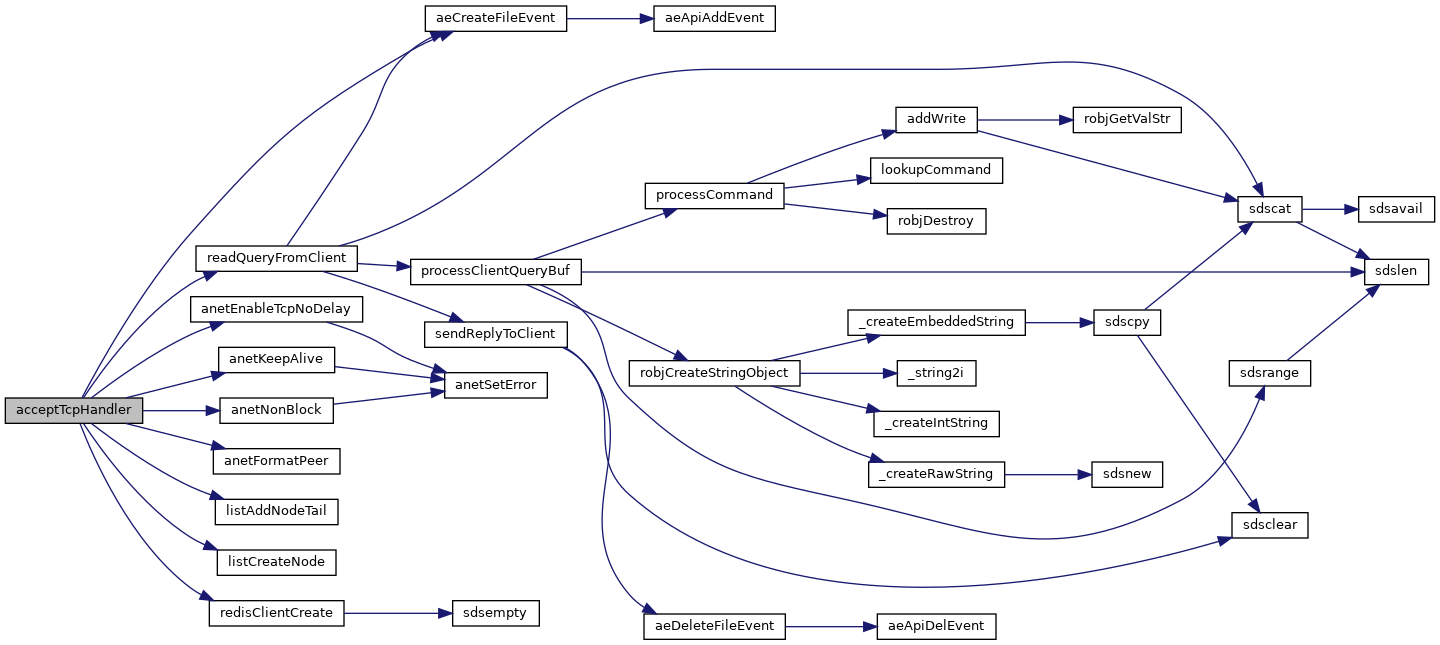 aeCreateFileEvent
aeApiAddEvent
addWrite
robjGetValStr
lookupCommand
processCommand
sdscat
sdsavail
robjDestroy
readQueryFromClient
processClientQueryBuf
sdslen
anetEnableTcpNoDelay
_createEmbeddedString
sdscpy
sendReplyToClient
anetKeepAlive
robjCreateStringObject
_string2i
sdsrange
anetSetError
acceptTcpHandler
anetNonBlock
_createIntString
anetFormatPeer
_createRawString
sdsnew
listAddNodeTail
sdsclear
listCreateNode
redisClientCreate
sdsempty
aeDeleteFileEvent
aeApiDelEvent